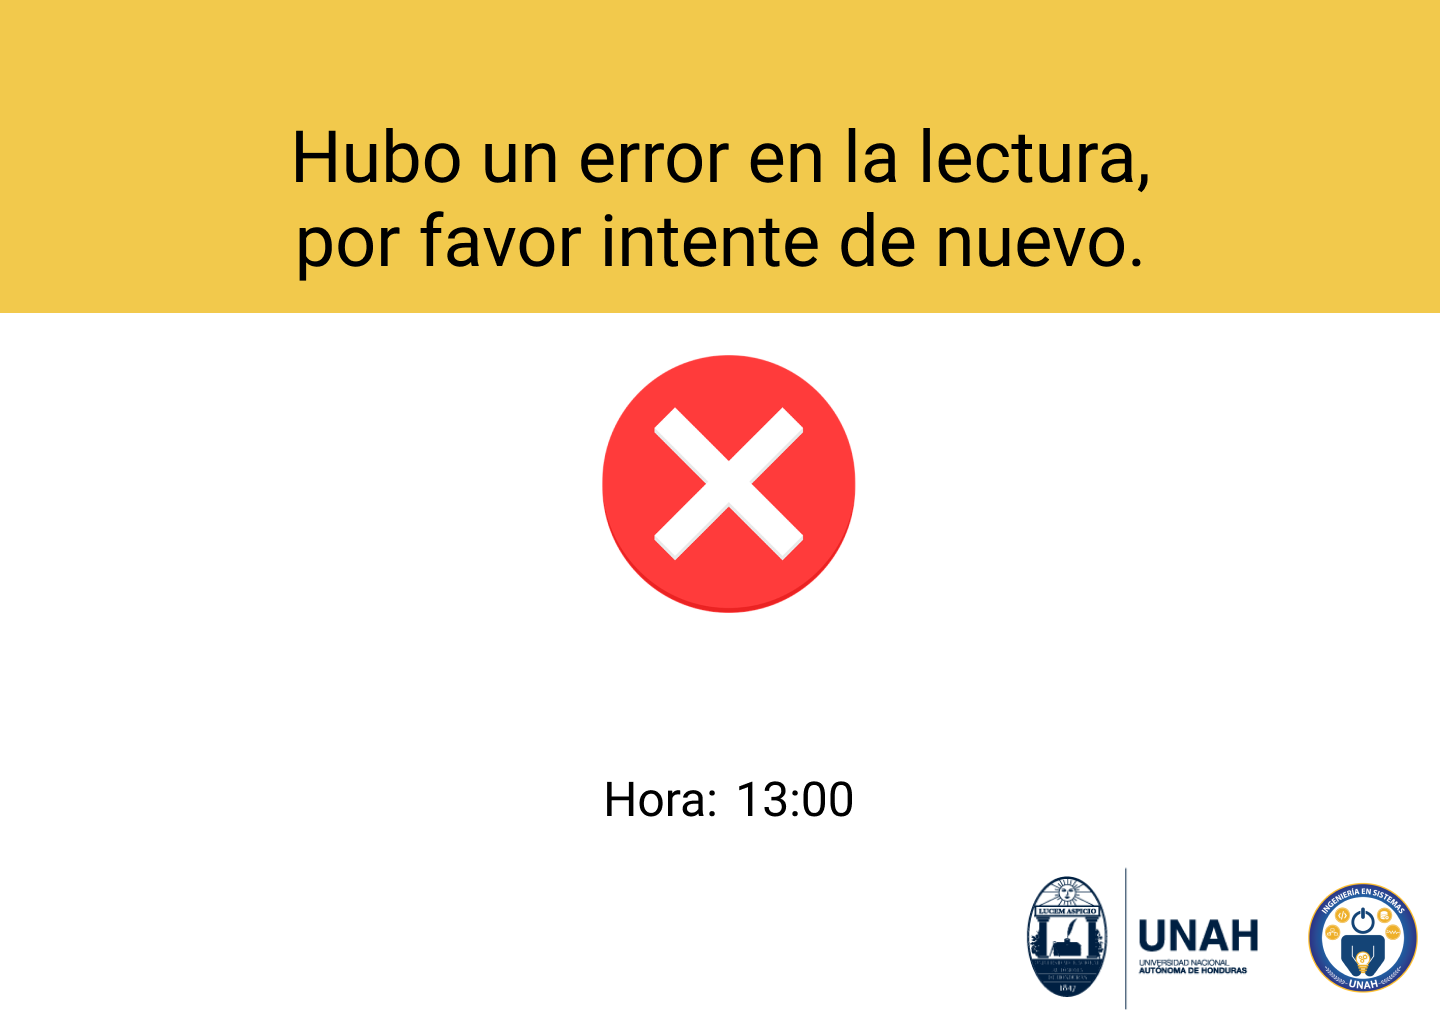 Hubo un error en la lectura,
por favor intente de nuevo.
Hora: 13:00
LUCEM ASPICIO
1847
UNAH
UNIVERSIDAD NACIONAL
AUTÓNOMA DE HONDURAS
INGENIERÍA EN SISTEMAS
UNAH